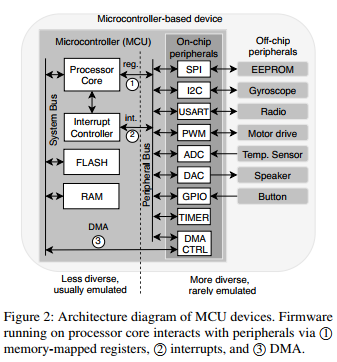 Microcontroller-based device
Microcontroller (MCU)
On-chip
peripherals
Off-chip
peripherals
Processor
Core
reg.
①
Interrupt
Controller
int.
②
FLASH
RAM
System Bus
Peripheral Bus
DMA
③
SPI
EEPROM
I2C
Gyroscope
USART
Radio
PWM
Motor drive
ADC
Temp. Sensor
DAC
Speaker
GPIO
Button
TIMER
DMA
CTRL
Less diverse,
usually emulated
More diverse,
rarely emulated
Figure 2: Architecture diagram of MCU devices. Firmware
running on processor core interacts with peripherals via ①
memory-mapped registers, ② interrupts, and ③ DMA.